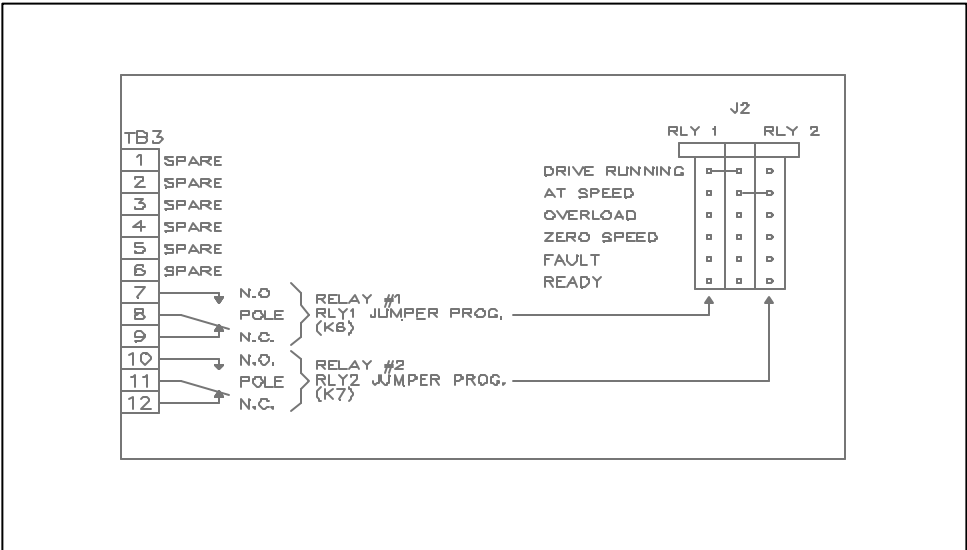 J2
RLY 1 RLY 2
TB3
1 SPARE
2 SPARE
3 SPARE
4 SPARE
5 SPARE
6 SPARE
7 N.O
8 POLE
9 N.C.
RELAY #1
RLY1 JUMPER PROG.
(K6)
10 N.O.
11 POLE
12 N.C.
RELAY #2
RLY2 JUMPER PROG.
(K7)
DRIVE RUNNING
AT SPEED
OVERLOAD
ZERO SPEED
FAULT
READY